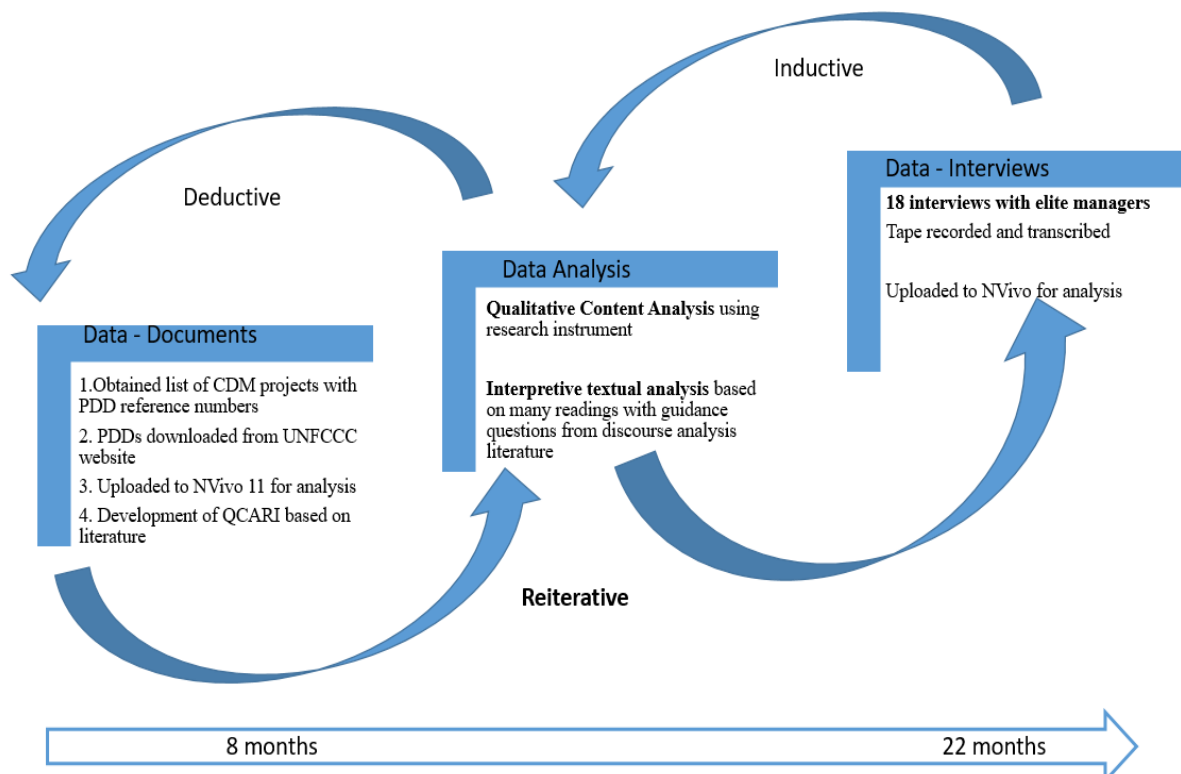 Inductive
Deductive
Data - Interviews
18 interviews with elite managers
Tape recorded and transcribed
Uploaded to NVivo for analysis
Data Analysis
Qualitative Content Analysis using
research instrument
Interpretive textual analysis based
on many readings with guidance
questions from discourse analysis
literature
Data - Documents
1.Obtained list of CDM projects with
PDD reference numbers
2. PDDs downloaded from UNFCCC
website
3. Uploaded to NVivo 11 for analysis
4. Development of QCARI based on
literature
Reiterative
8 months
22 months